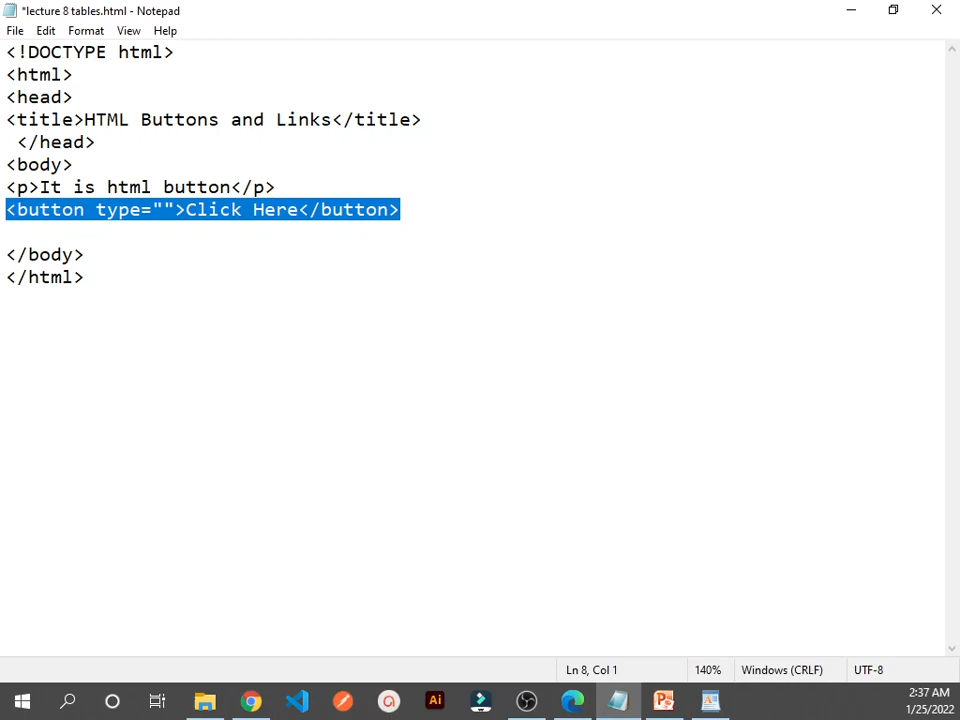 *lecture 8 tables.html - Notepad
File Edit Format View Help
<!DOCTYPE html>
<html>
<head>
<title>HTML Buttons and Links</title>
</head>
<body>
<p>It is html button</p>
<button type="">Click Here</button>
</body>
</html>
Ln 8, Col 1 140% Windows (CRLF) UTF-8
Ai
2:37 AM
1/25/2022